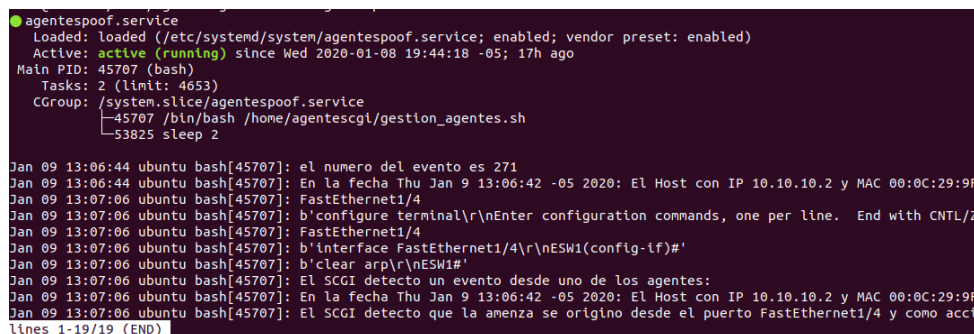 agentespoof.service
Loaded: loaded (/etc/systemd/system/agentespoof.service; enabled; vendor preset: enabled)
Active: active (running) since Wed 2020-01-08 19:44:18 -05; 17h ago
Main PID: 45707 (bash)
Tasks: 2 (limit: 4653)
CGroup: /system.slice/agentespoof.service
├─45707 /bin/bash /home/agentescgi/gestion_agentes.sh
└─53825 sleep 2
Jan 09 13:06:44 ubuntu bash[45707]: el numero del evento es 271
Jan 09 13:06:44 ubuntu bash[45707]: En la fecha Thu Jan 9 13:06:42 -05 2020: El Host con IP 10.10.10.2 y MAC 00:0C:29:9F
Jan 09 13:07:06 ubuntu bash[45707]: FastEthernet1/4
Jan 09 13:07:06 ubuntu bash[45707]: b'configure terminal\r\nEnter configuration commands, one per line.  End with CNTL/Z
Jan 09 13:07:06 ubuntu bash[45707]: FastEthernet1/4
Jan 09 13:07:06 ubuntu bash[45707]: b'interface FastEthernet1/4\r\nESW1(config-if)#'
Jan 09 13:07:06 ubuntu bash[45707]: b'clear arp\r\nESW1#'
Jan 09 13:07:06 ubuntu bash[45707]: El SCGI detecto un evento desde uno de los agentes:
Jan 09 13:07:06 ubuntu bash[45707]: En la fecha Thu Jan 9 13:06:42 -05 2020: El Host con IP 10.10.10.2 y MAC 00:0C:29:9F
Jan 09 13:07:06 ubuntu bash[45707]: El SCGI detecto que la amenza se origino desde el puerto FastEthernet1/4 y como acci
lines 1-19/19 (END)